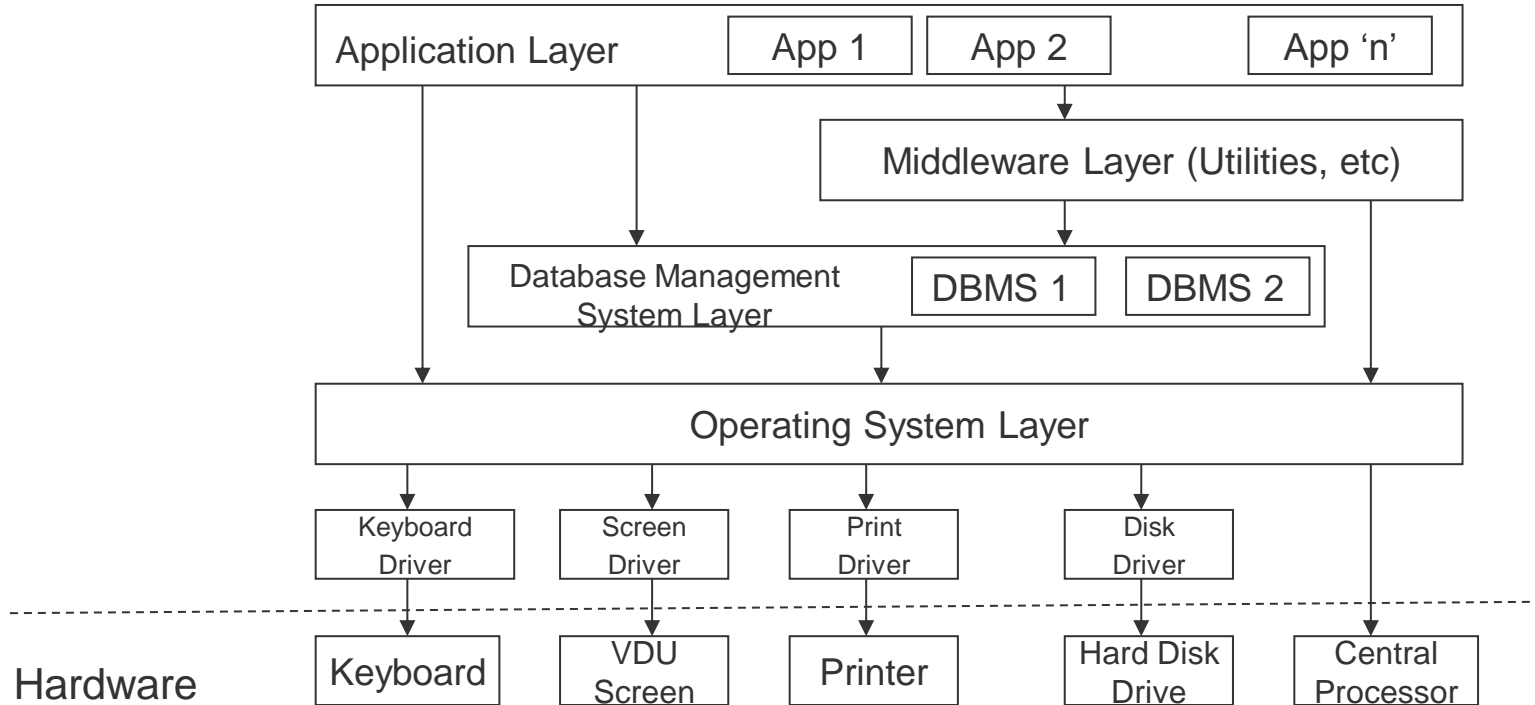 Application Layer
App 1
App 2
App ‘n’
Middleware Layer (Utilities, etc)
Database Management
System Layer
DBMS 1
DBMS 2
Operating System Layer
Keyboard
Driver
Screen
Driver
Print
Driver
Disk
Driver
Hardware
Keyboard
VDU
Screen
Printer
Hard Disk
Drive
Central
Processor